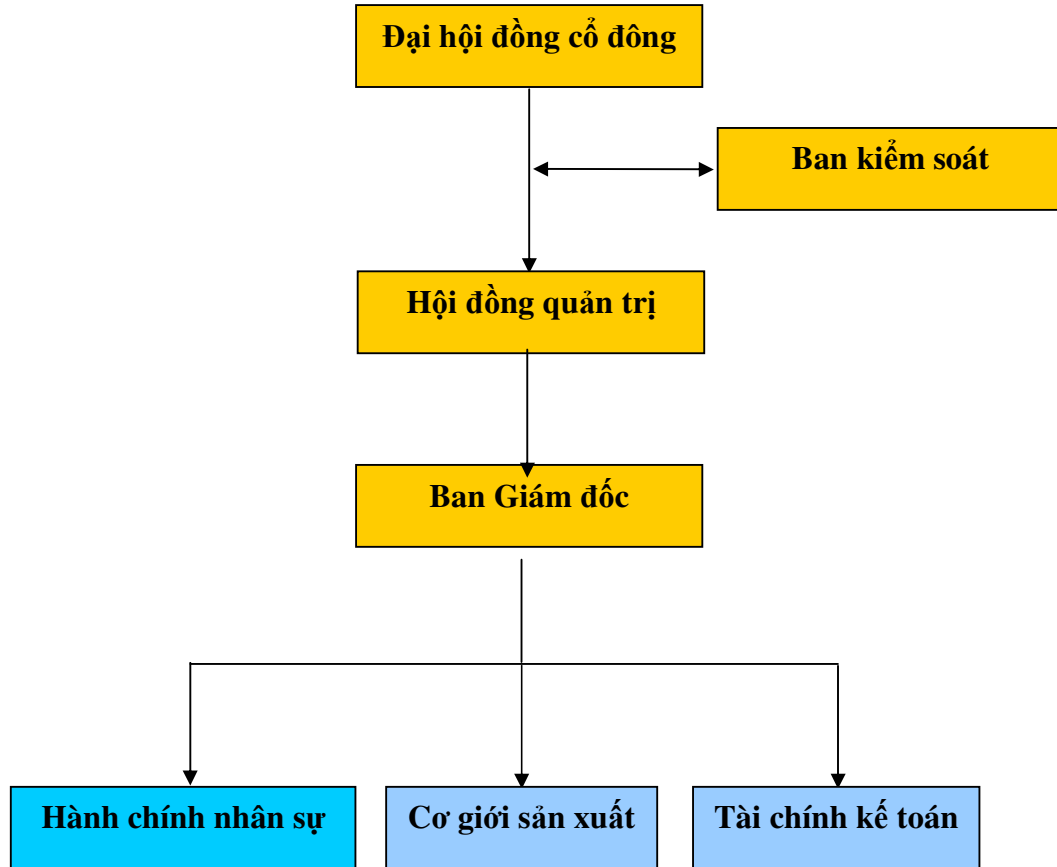 Đại hội đồng cổ đông
Ban kiểm soát
Hội đồng quản trị
Ban Giám đốc
Hành chính nhân sự
Cơ giới sản xuất
Tài chính kế toán